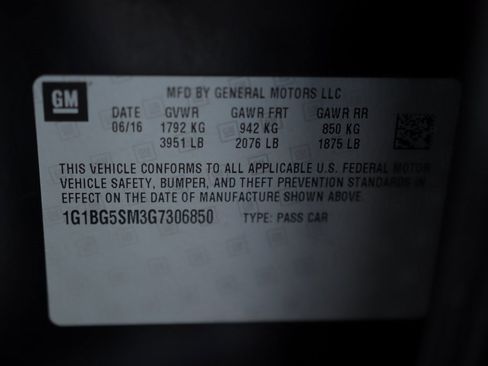 GM
MFD BY GENERAL MOTORS LLC
DATE GVWR GAWR FRT GAWR RR
06/16 1792 KG 942 KG 850 KG
3951 LB 2076 LB 1875 LB
THIS VEHICLE CONFORMS TO ALL APPLICABLE U.S. FEDERAL MOTOR
VEHICLE SAFETY, BUMPER, AND THEFT PREVENTION STANDARDS IN
EFFECT ON THE DATE OF MANUFACTURE SHOWN ABOVE.
1G1BG5SM3G7306850 TYPE: PASS CAR